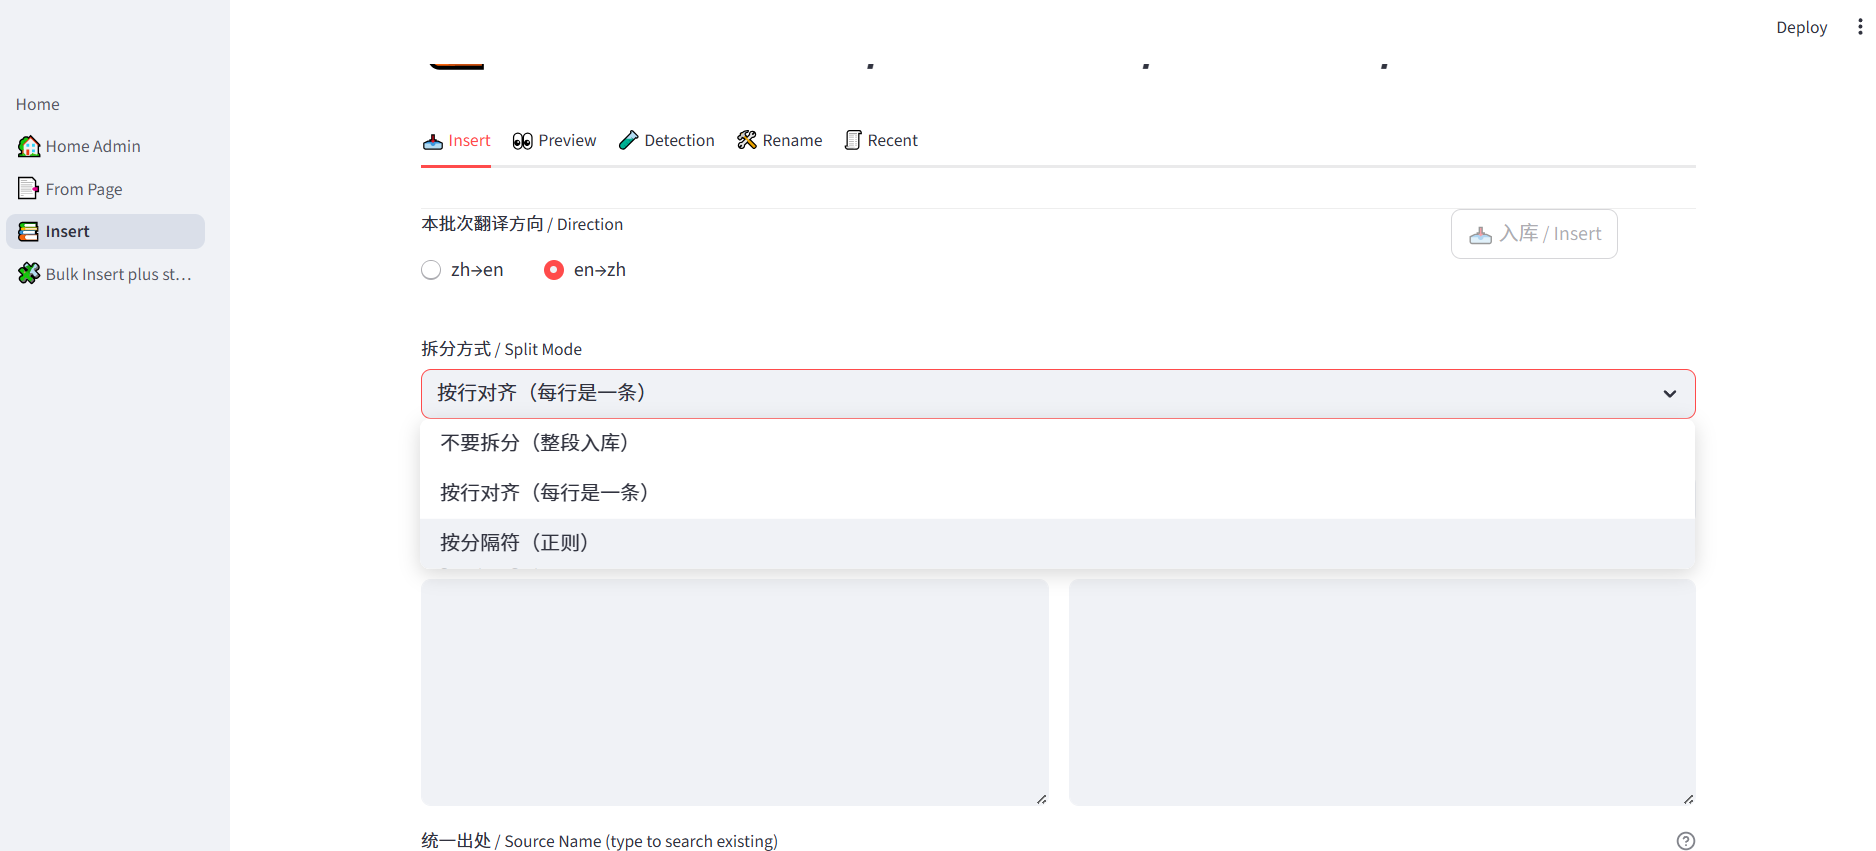 Deploy
Home
Home Admin
From Page
Insert
Bulk Insert plus st...
Insert
Preview
Detection
Rename
Recent
本批次翻译方向 / Direction
入库 / Insert
zh→en
en→zh
拆分方式 / Split Mode
按行对齐（每行是一条）
不要拆分（整段入库）
按行对齐（每行是一条）
按分隔符（正则）
统一出处 / Source Name (type to search existing)